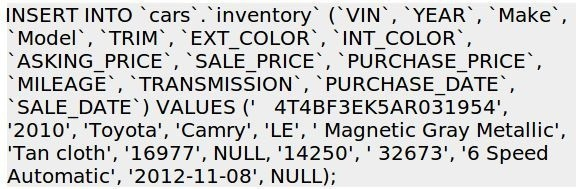 INSERT INTO `cars`.`inventory` (`VIN`, `YEAR`, `Make`,
`Model`, `TRIM`, `EXT_COLOR`, `INT_COLOR`,
`ASKING_PRICE`, `SALE_PRICE`, `PURCHASE_PRICE`,
`MILEAGE`, `TRANSMISSION`, `PURCHASE_DATE`,
`SALE_DATE`) VALUES ('   4T4BF3EK5AR031954',
'2010', 'Toyota', 'Camry', 'LE', ' Magnetic Gray Metallic',
'Tan cloth', '16977', NULL, '14250', ' 32673', '6 Speed
Automatic', '2012-11-08', NULL);